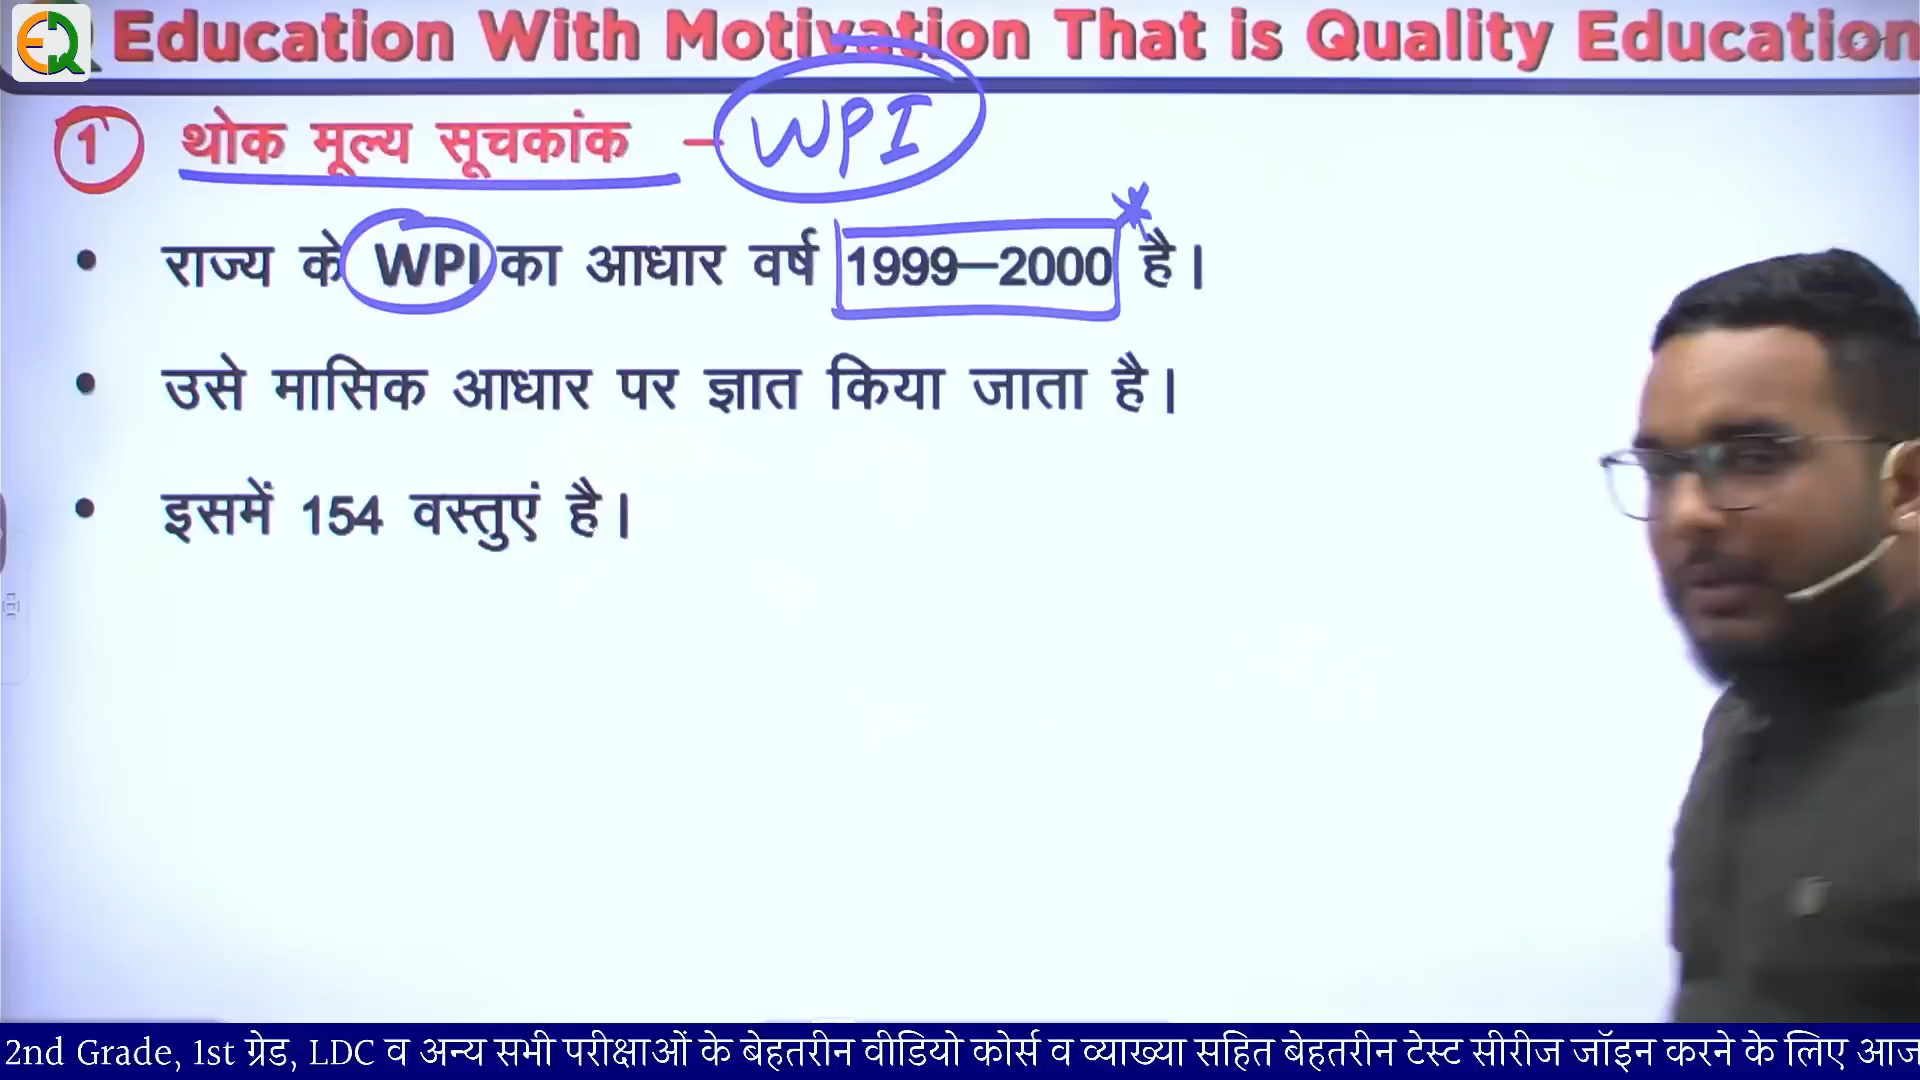 EQ
Education With Motivation That is Quality Education
1 थोक मूल्य सूचकांक – WPI
• राज्य के WPI का आधार वर्ष 1999–2000 है।
• उसे मासिक आधार पर ज्ञात किया जाता है।
• इसमें 154 वस्तुएं है।
2nd Grade, 1st ग्रेड, LDC व अन्य सभी परीक्षाओं के बेहतरीन वीडियो कोर्स व व्याख्या सहित बेहतरीन टेस्ट सीरीज जॉइन करने के लिए आज